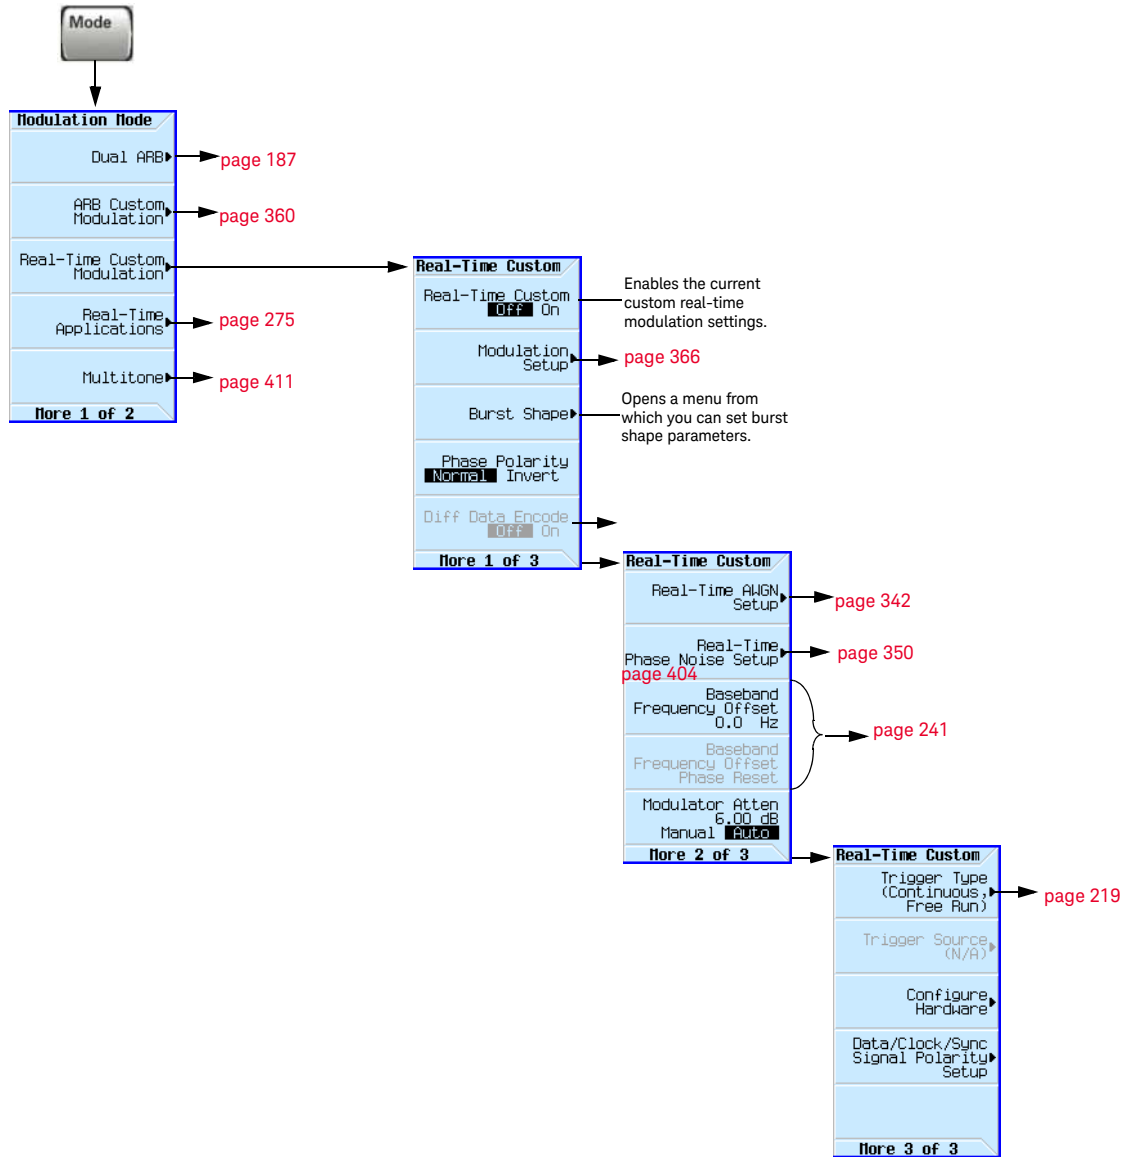 Mode
Modulation Mode
Dual ARB
page 187
ARB Custom
Modulation
page 360
Real-Time Custom
Modulation
Real-Time
Applications
page 275
Multitone
page 411
More 1 of 2
Real-Time Custom
Real-Time Custom
Off On
Enables the current
custom real-time
modulation settings.
Modulation
Setup
page 366
Burst Shape
Opens a menu from
which you can set burst
shape parameters.
Phase Polarity
Normal Invert
Diff Data Encode
Off On
More 1 of 3
Real-Time Custom
Real-Time AWGN
Setup
page 342
Real-Time
Phase Noise Setup
page 350
page 404
Baseband
Frequency Offset
0.0 Hz
page 241
Baseband
Frequency Offset
Phase Reset
Modulator Atten
6.00 dB
Manual Auto
More 2 of 3
Real-Time Custom
Trigger Type
(Continuous,
Free Run)
page 219
Trigger Source
(N/A)
Configure
Hardware
Data/Clock/Sync
Signal Polarity
Setup
More 3 of 3